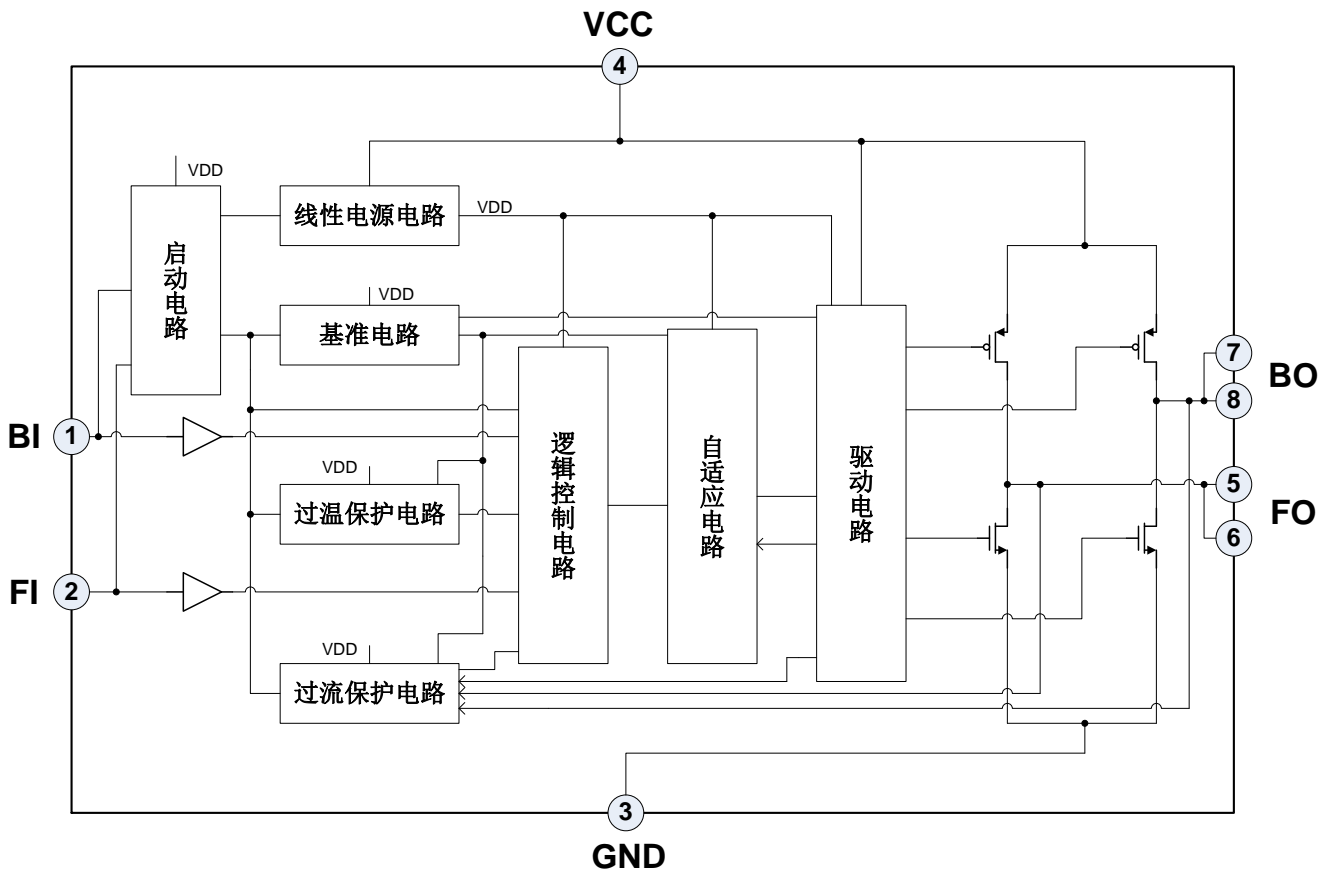 VCC
4
VDD
线性电源电路
VDD
启动电路
VDD
基准电路
7
BO
8
BI
1
逻辑控制电路
自适应电路
驱动电路
VDD
过温保护电路
5
FO
6
FI
2
VDD
过流保护电路
3
GND